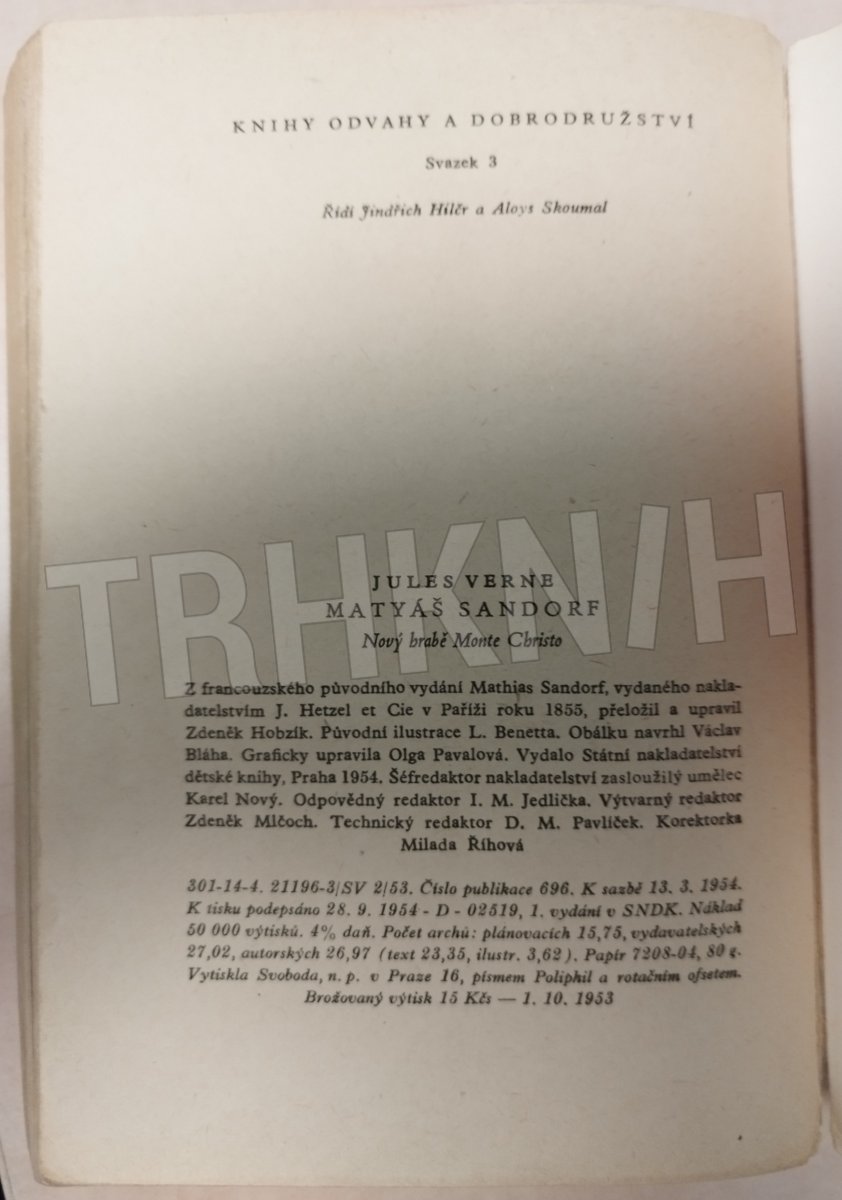 KNIHY ODVAHY A DOBRODRUŽSTVÍ
Svazek 3
Řídí Jindřich Hilčr a Aloys Skoumal
TRHKNIH
JULES VERNE
MATYÁŠ SANDORF
Nový hrabě Monte Christo
Z francouzského původního vydání Mathias Sandorf, vydaného nakla-
datelstvím J. Hetzel et Cie v Paříži roku 1855, přeložil a upravil
Zdeněk Hobzík. Původní ilustrace L. Benetta. Obálku navrhl Václav
Bláha. Graficky upravila Olga Pavalová. Vydalo Státní nakladatelství
dětské knihy, Praha 1954. Šéfredaktor nakladatelství zasloužilý umělec
Karel Nový. Odpovědný redaktor I. M. Jedlička. Výtvarný redaktor
Zdeněk Mlčoch. Technický redaktor D. M. Pavlíček. Korektorka
Milada Říhová
301-14-4. 21196-3/SV 2/53. Číslo publikace 696. K sazbě 13. 3. 1954.
K tisku podepsáno 28. 9. 1954 - D - 02519, 1. vydání v SNDK. Náklad
50 000 výtisků. 4% daň. Počet archů: plánovacích 15,75, vydavatelských
27,02, autorských 26,97 (text 23,35, ilustr. 3,62). Papír 7208-04, 80 g.
Vytiskla Svoboda, n. p. v Praze 16, písmem Poliphil a rotačním ofsetem.
Brožovaný výtisk 15 Kčs — 1. 10. 1953